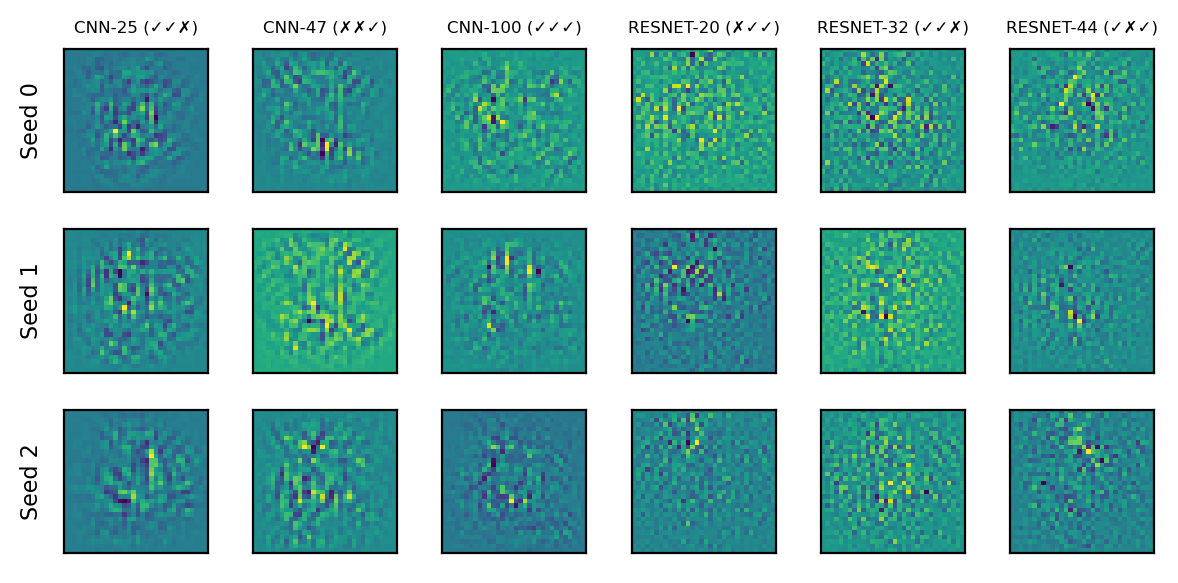 CNN-25 (✓✓✗) CNN-47 (✗✗✓) CNN-100 (✓✓✓) RESNET-20 (✗✓✓) RESNET-32 (✓✓✗) RESNET-44 (✓✗✓)
Seed 0
Seed 1
Seed 2